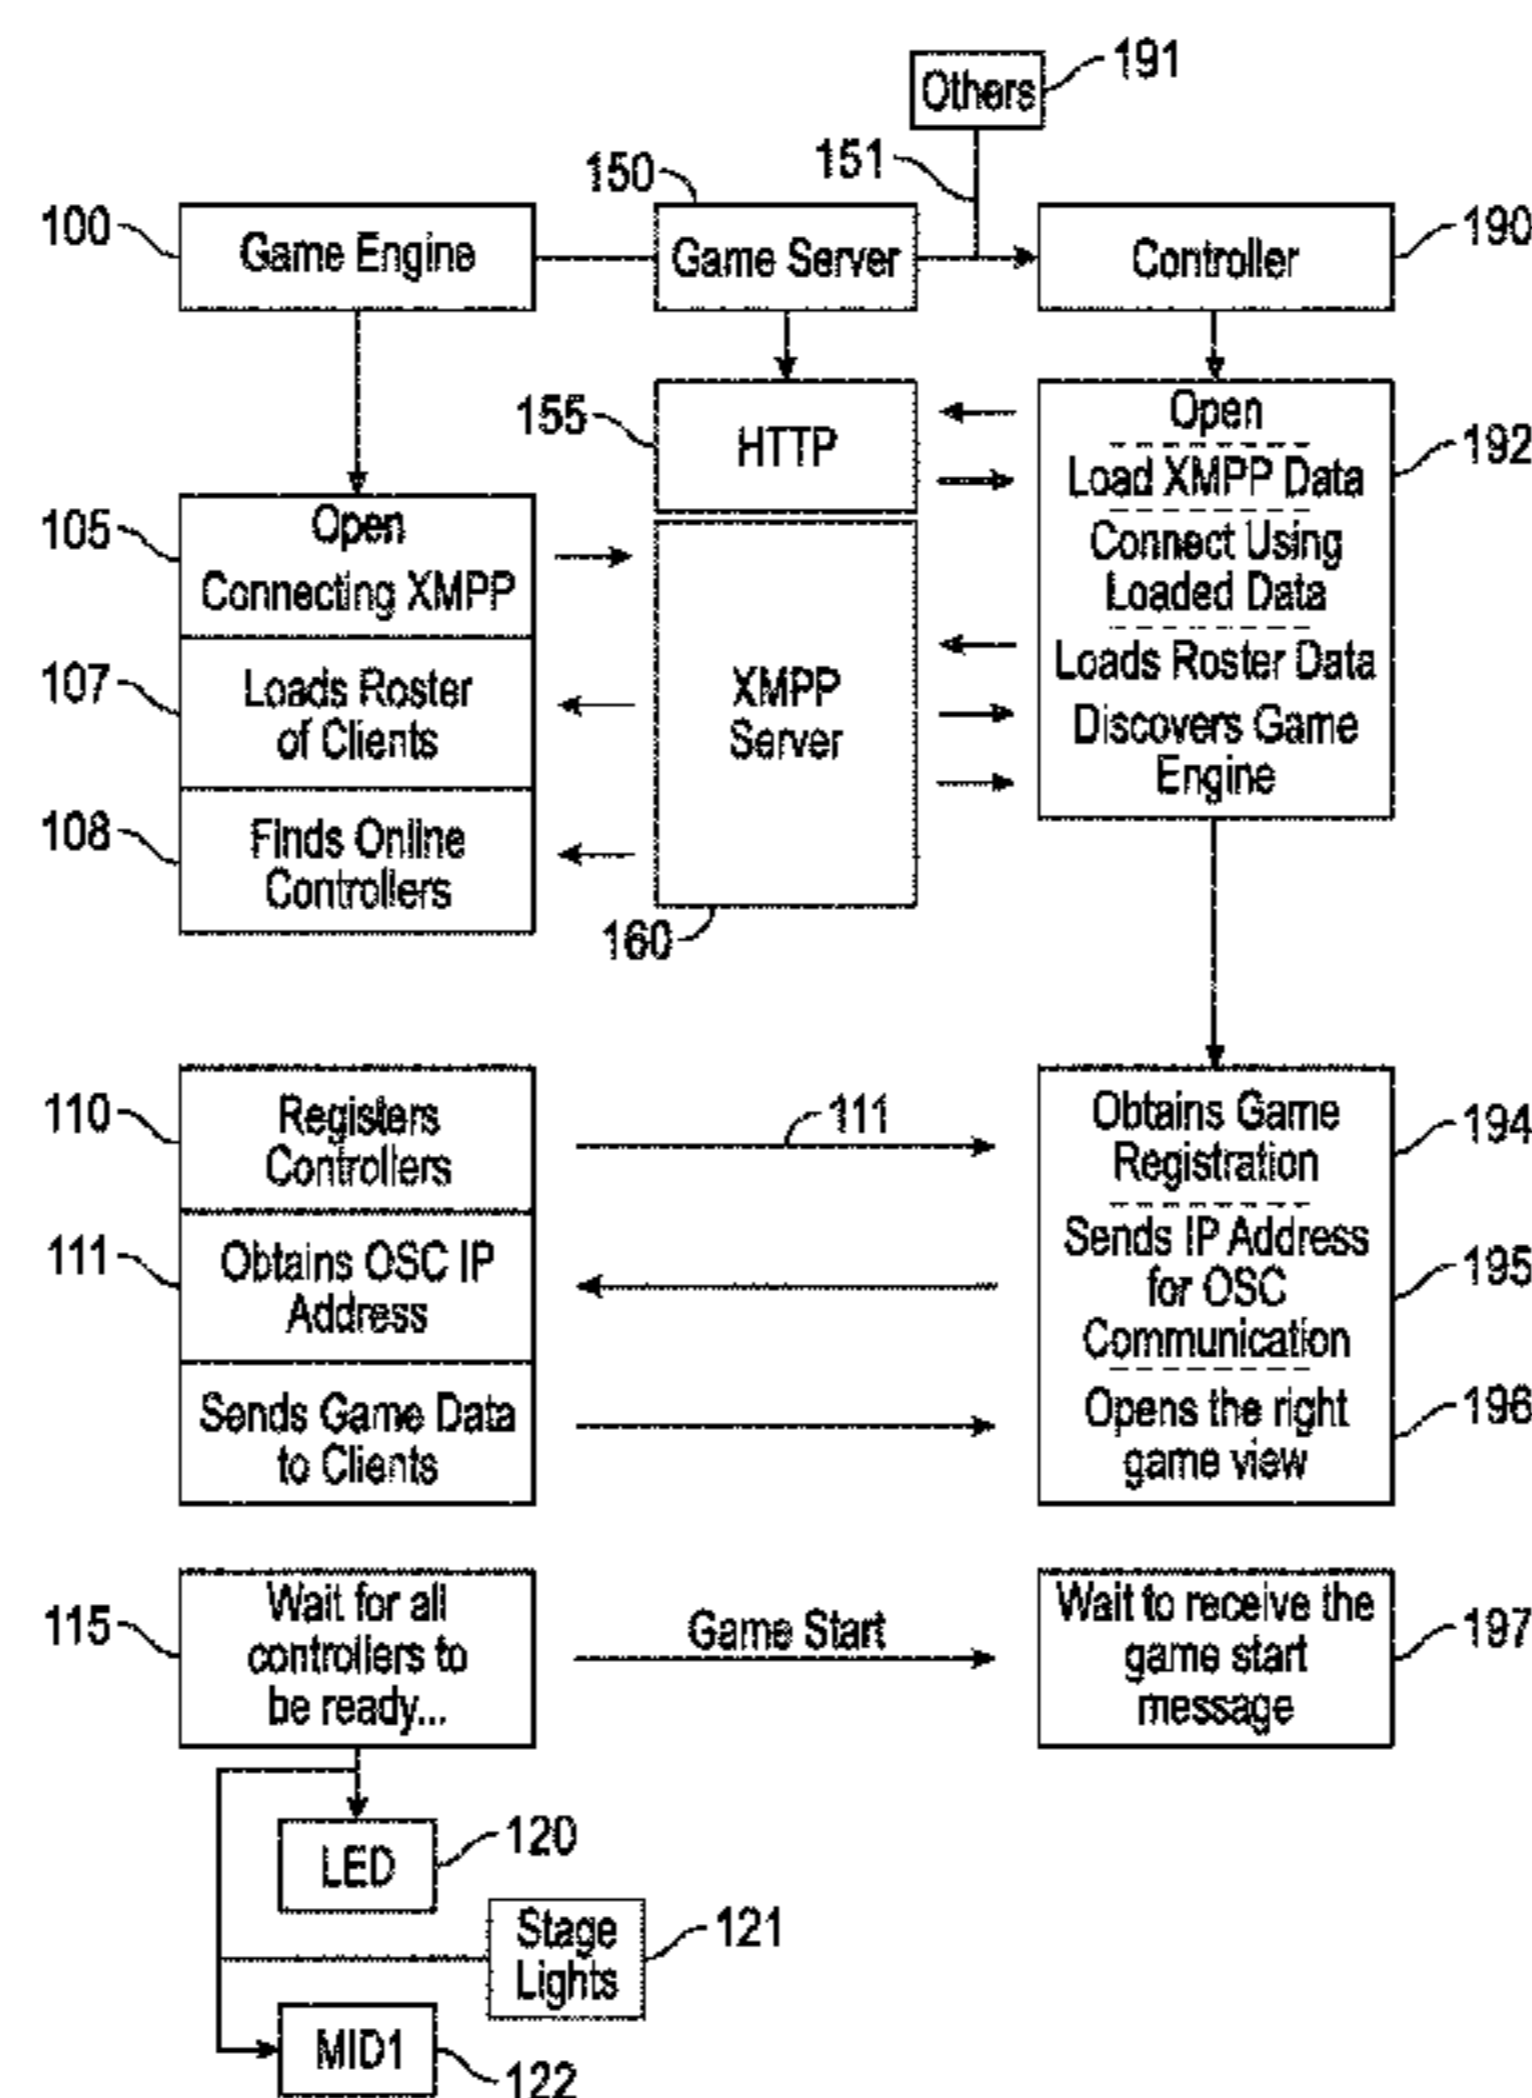 Others
191
151
150
100
Game Engine
Game Server
Controller
190
155
HTTP
Open
Load XMPP Data
192
Connect Using
Loaded Data
Loads Roster Data
Discovers Game
Engine
105
Open
Connecting XMPP
107
Loads Roster
of Clients
XMPP
Server
108
Finds Online
Controllers
160
110
Registers
Controllers
111
Obtains Game
Registration
194
111
Obtains OSC IP
Address
Sends IP Address
for OSC
Communication
195
Sends Game Data
to Clients
Opens the right
game view
196
115
Wait for all
controllers to
be ready...
Game Start
Wait to receive the
game start
message
197
LED
120
Stage
Lights
121
MID1
122